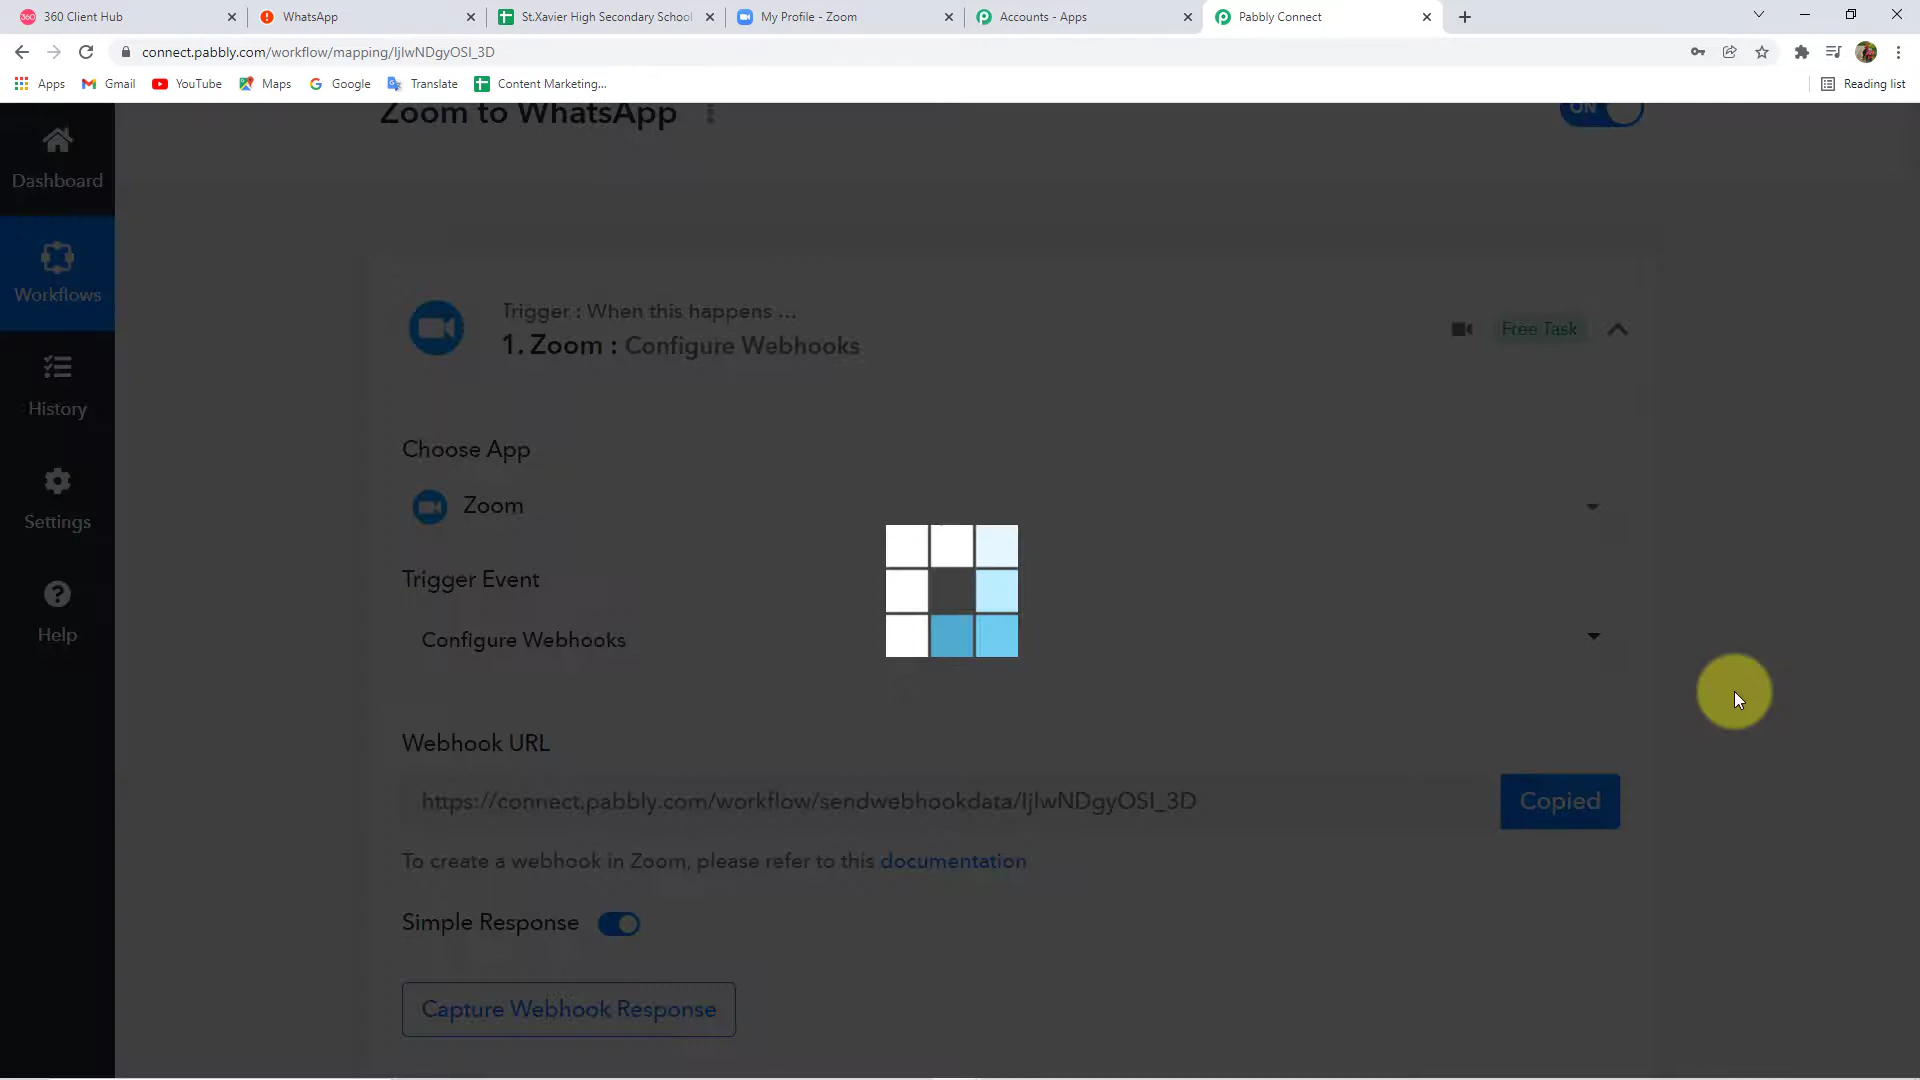 360 Client Hub
WhatsApp
St.Xavier High Secondary School
My Profile - Zoom
Accounts - Apps
Pabbly Connect
connect.pabbly.com/workflow/mapping/IjIwNDgyOSI_3D
Apps
Gmail
YouTube
Maps
Google
Translate
Content Marketing...
Reading list
Zoom to WhatsApp
ON
Dashboard
Workflows
History
Settings
Help
Trigger : When this happens ...
1. Zoom : Configure Webhooks
Free Task
Choose App
Zoom
Trigger Event
Configure Webhooks
Webhook URL
https://connect.pabbly.com/workflow/sendwebhookdata/IjIwNDgyOSI_3D
Copied
To create a webhook in Zoom, please refer to this documentation
Simple Response
Capture Webhook Response